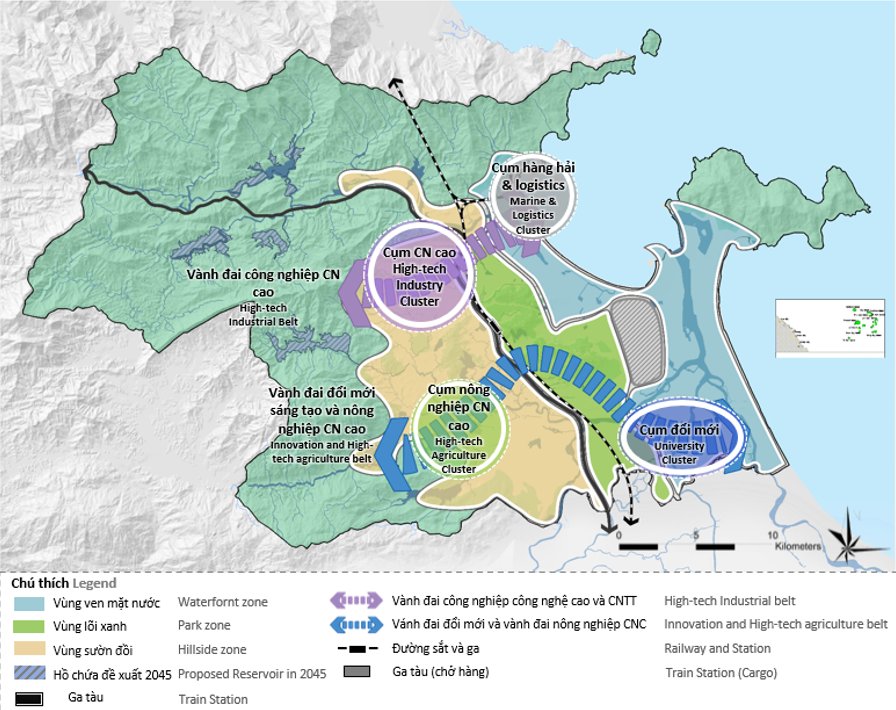 Cụm hàng hải
& logistics
Marine &
Logistics
Cluster
Cụm CN cao
High-tech
Industry
Cluster
Vành đai công nghiệp CN
cao
High-tech
Industrial Belt
Vành đai đổi mới
sáng tạo và nông
nghiệp CN cao
Innovation and High-
tech agriculture belt
Cụm nông
nghiệp CN
cao
High-tech
Agriculture
Cluster
Cụm đổi mới
University
Cluster
0 5 10
Kilometers
Chú thích Legend
Vùng ven mặt nước Waterfornt zone
Vùng lõi xanh Park zone
Vùng sườn đồi Hillside zone
Hồ chứa đề xuất 2045 Proposed Reservoir in 2045
Ga tàu Train Station
Vành đai công nghiệp công nghệ cao và CNTT High-tech Industrial belt
Vánh đai đổi mới và vành đai nông nghiệp CNC Innovation and High-tech agriculture belt
Đường sắt và ga Railway and Station
Ga tàu (chở hàng) Train Station (Cargo)